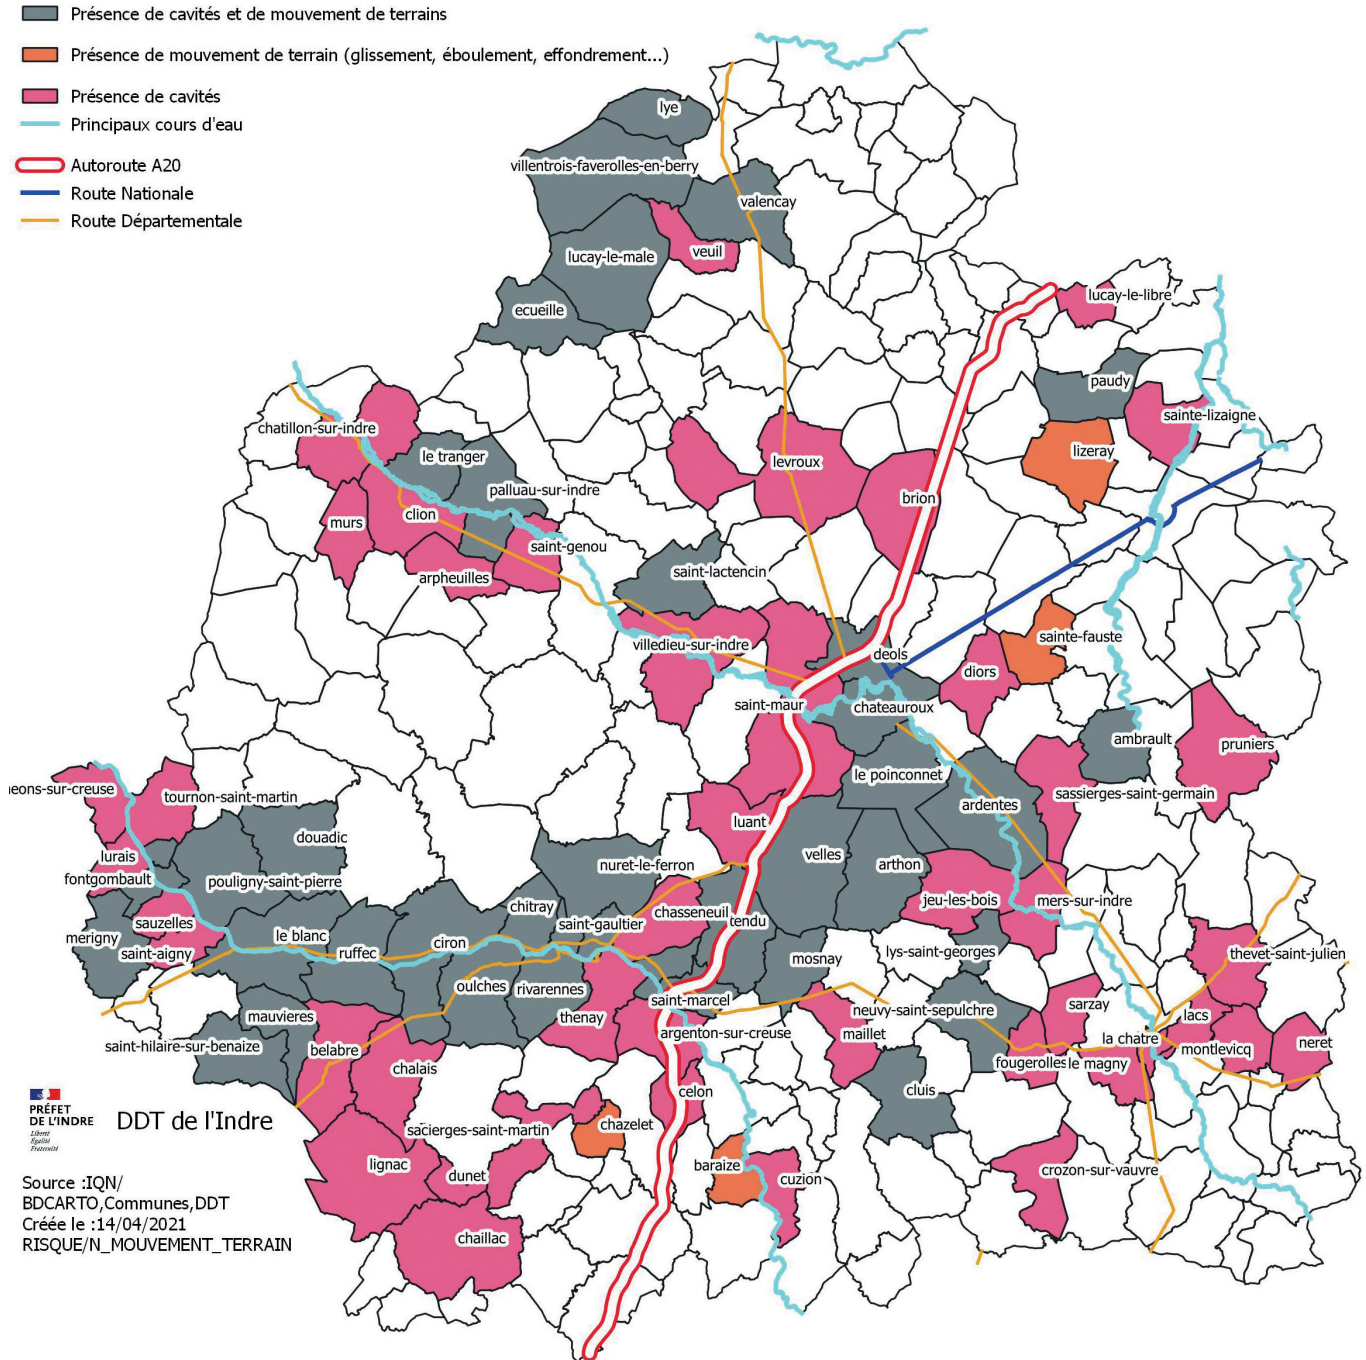 Présence de cavités et de mouvement de terrains
Présence de mouvement de terrain (glissement, éboulement, effondrement...)
Présence de cavités
Principaux cours d'eau
Autoroute A20
Route Nationale
Route Départementale
lye
villentrois-faverolles-en-berry
valencay
veuil
lucay-le-male
ecueille
lucay-le-libre
paudy
sainte-lizaigne
lizeray
chatillon-sur-indre
le tranger
levroux
palluau-sur-indre
brion
clion
murs
saint-genou
arpheuilles
saint-lactencin
sainte-fauste
villedieu-sur-indre
deols
diors
saint-maur
chateauroux
ambrault
pruniers
le poinconnet
neons-sur-creuse
tournon-saint-martin
sassierges-saint-germain
ardentes
luant
douadic
lurais
velles
nuret-le-ferron
arthon
fontgombault
pouligny-saint-pierre
jeu-les-bois
mers-sur-indre
chitray
chasseneuil
tendu
sauzelles
saint-gaultier
merigny
le blanc
ciron
saint-aigny
ruffec
lys-saint-georges
thevet-saint-julien
mosnay
oulches
rivarennes
saint-marcel
sarzay
neuvy-saint-sepulchre
mauvieres
thenay
lacs
argenton-sur-creuse
maillet
la chatre
saint-hilaire-sur-benaize
belabre
neret
montlevicq
fougerolles
le magny
chalais
celon
cluis
PRÉFET
DE L'INDRE
Liberté
Égalité
Fraternité
DDT de l'Indre
sacierges-saint-martin
chazelet
lignac
baraize
crozon-sur-vauvre
dunet
cuzion
Source :IQN/
BDCARTO,Communes,DDT
Créée le :14/04/2021
RISQUE/N_MOUVEMENT_TERRAIN
chaillac